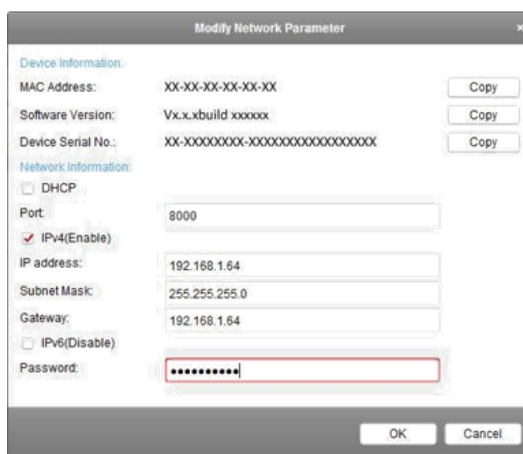 Modify Network Parameter
Device Information:
MAC Address: XX-XX-XX-XX-XX-XX Copy
Software Version: Vx.x.xbuild xxxxxx Copy
Device Serial No.: XX-XXXXXXXX-XXXXXXXXXXXXXXXXX Copy
Network Information:
DHCP
Port: 8000
IPv4(Enable)
IP address: 192.168.1.64
Subnet Mask: 255.255.255.0
Gateway: 192.168.1.64
IPv6(Disable)
Password: ••••••••••
OK Cancel